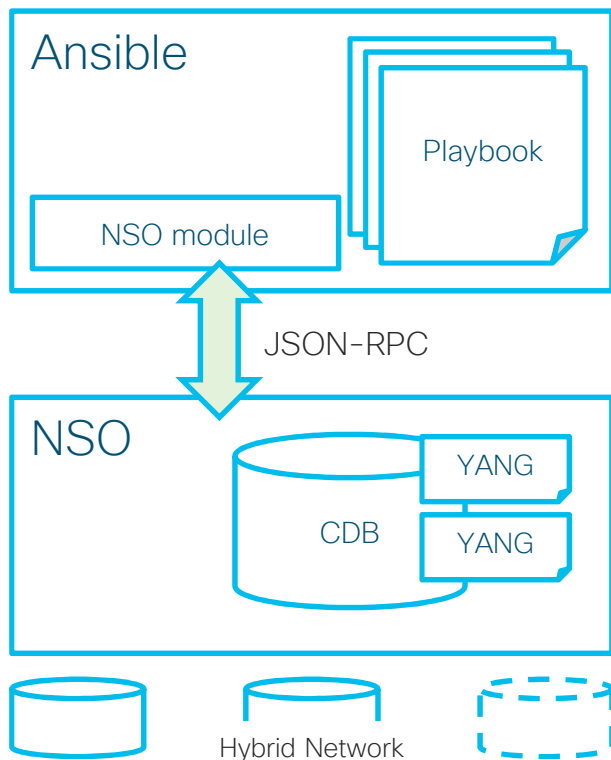 Ansible
Playbook
NSO module
JSON-RPC
NSO
YANG
CDB
YANG
Hybrid Network